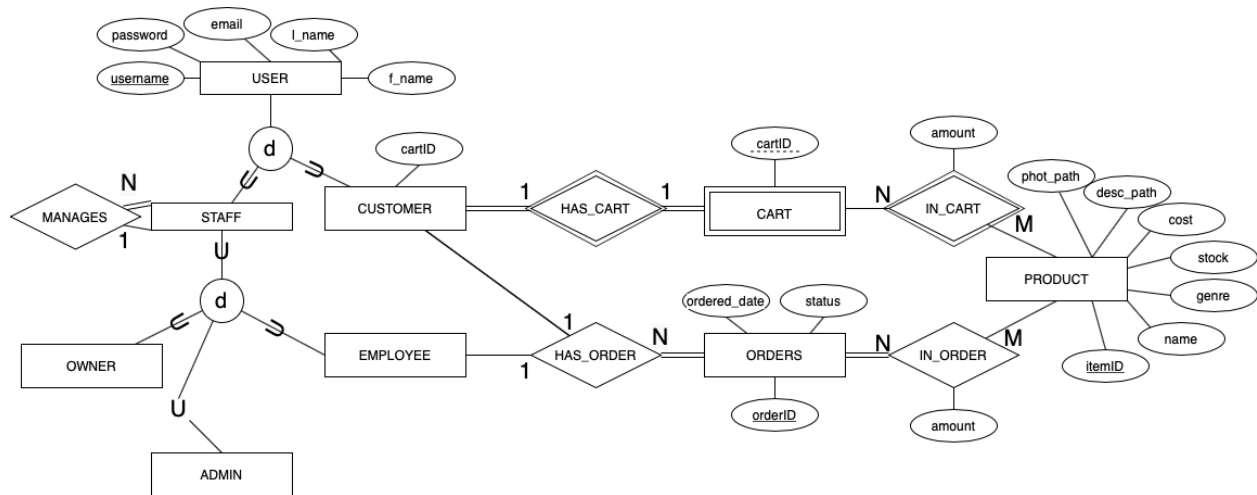 email
password
l_name
username
USER
f_name
d
U
U
cartID
cartID
amount
phot_path
desc_path
cost
stock
genre
name
itemID
N
MANAGES
1
STAFF
U
CUSTOMER
1
HAS_CART
1
CART
N
IN_CART
M
PRODUCT
d
U
U
U
OWNER
ADMIN
EMPLOYEE
1
1
HAS_ORDER
N
ordered_date
status
ORDERS
orderID
N
IN_ORDER
M
amount